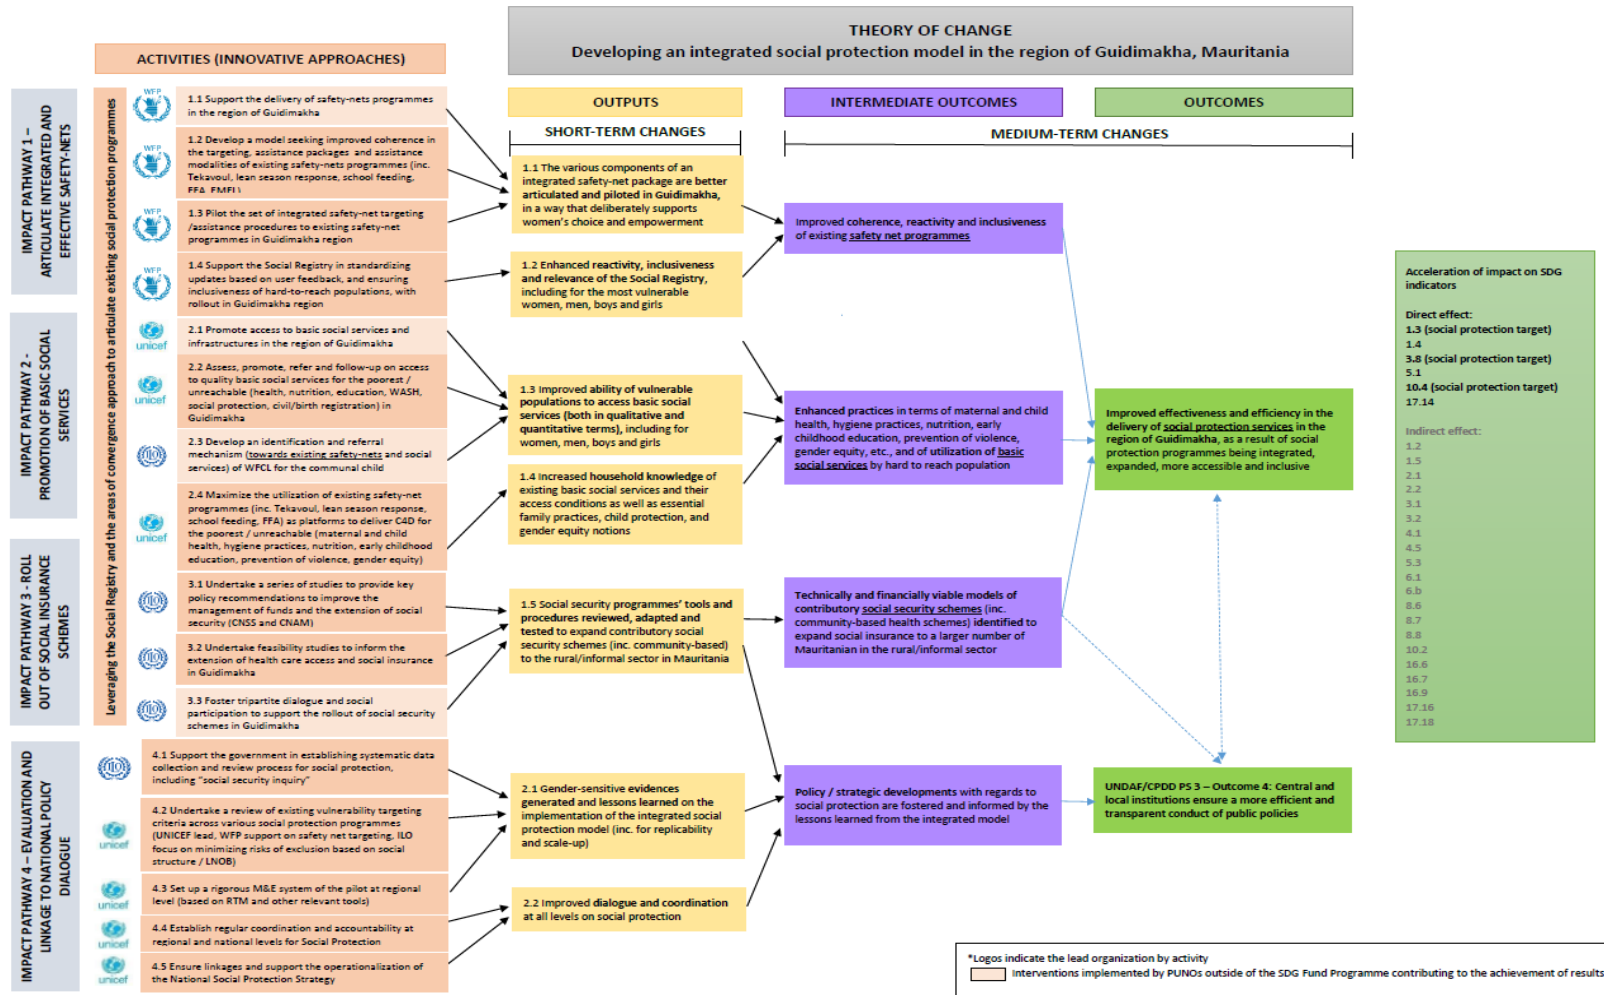 THEORY OF CHANGE
Developing an integrated social protection model in the region of Guidimakha, Mauritania
ACTIVITIES (INNOVATIVE APPROACHES)
OUTPUTS
INTERMEDIATE OUTCOMES
OUTCOMES
SHORT-TERM CHANGES
MEDIUM-TERM CHANGES
IMPACT PATHWAY 1 –
ARTICULATE INTEGRATED AND
EFFECTIVE SAFETY-NETS
IMPACT PATHWAY 2 -
PROMOTION OF BASIC SOCIAL
SERVICES
IMPACT PATHWAY 3 - ROLL
OUT OF SOCIAL INSURANCE
SCHEMES
IMPACT PATHWAY 4 – EVALUATION AND
LINKAGE TO NATIONAL POLICY
DIALOGUE
Leveraging the Social Registry and the areas of convergence approach to articulate existing social protection programmes
WFP
1.1 Support the delivery of safety-nets programmes
in the region of Guidimakha
WFP
1.2 Develop a model seeking improved coherence in
the targeting, assistance packages and assistance
modalities of existing safety-nets programmes (inc.
Tekavoul, lean season response, school feeding,
FFA, EMEL)
WFP
1.3 Pilot the set of integrated safety-net targeting
/assistance procedures to existing safety-net
programmes in Guidimakha region
WFP
1.4 Support the Social Registry in standardizing
updates based on user feedback, and ensuring
inclusiveness of hard-to-reach populations, with
rollout in Guidimakha region
unicef
2.1 Promote access to basic social services and
infrastructures in the region of Guidimakha
unicef
2.2 Assess, promote, refer and follow-up on access
to quality basic social services for the poorest /
unreachable (health, nutrition, education, WASH,
social protection, civil/birth registration) in
Guidimakha
2.3 Develop an identification and referral
mechanism (towards existing safety-nets and social
services) of WFCL for the communal child
unicef
2.4 Maximize the utilization of existing safety-net
programmes (inc. Tekavoul, lean season response,
school feeding, FFA) as platforms to deliver C4D for
the poorest / unreachable (maternal and child
health, hygiene practices, nutrition, early childhood
education, prevention of violence, gender equity)
3.1 Undertake a series of studies to provide key
policy recommendations to improve the
management of funds and the extension of social
security (CNSS and CNAM)
3.2 Undertake feasibility studies to inform the
extension of health care access and social insurance
in Guidimakha
3.3 Foster tripartite dialogue and social
participation to support the rollout of social security
schemes in Guidimakha
4.1 Support the government in establishing systematic data
collection and review process for social protection,
including “social security inquiry”
unicef
4.2 Undertake a review of existing vulnerability targeting
criteria across various social protection programmes
(UNICEF lead, WFP support on safety net targeting, ILO
focus on minimizing risks of exclusion based on social
structure / LNOB)
unicef
4.3 Set up a rigorous M&E system of the pilot at regional
level (based on RTM and other relevant tools)
unicef
4.4 Establish regular coordination and accountability at
regional and national levels for Social Protection
unicef
4.5 Ensure linkages and support the operationalization of
the National Social Protection Strategy
1.1 The various components of an
integrated safety-net package are better
articulated and piloted in Guidimakha,
in a way that deliberately supports
women’s choice and empowerment
1.2 Enhanced reactivity, inclusiveness
and relevance of the Social Registry,
including for the most vulnerable
women, men, boys and girls
1.3 Improved ability of vulnerable
populations to access basic social
services (both in qualitative and
quantitative terms), including for
women, men, boys and girls
1.4 Increased household knowledge of
existing basic social services and their
access conditions as well as essential
family practices, child protection, and
gender equity notions
1.5 Social security programmes’ tools and
procedures reviewed, adapted and
tested to expand contributory social
security schemes (inc. community-based)
to the rural/informal sector in Mauritania
2.1 Gender-sensitive evidences
generated and lessons learned on the
implementation of the integrated social
protection model (inc. for replicability
and scale-up)
2.2 Improved dialogue and coordination
at all levels on social protection
Improved coherence, reactivity and inclusiveness
of existing safety net programmes
Enhanced practices in terms of maternal and child
health, hygiene practices, nutrition, early
childhood education, prevention of violence,
gender equity, etc., and of utilization of basic
social services by hard to reach population
Technically and financially viable models of
contributory social security schemes (inc.
community-based health schemes) identified to
expand social insurance to a larger number of
Mauritanian in the rural/informal sector
Policy / strategic developments with regards to
social protection are fostered and informed by the
lessons learned from the integrated model
Improved effectiveness and efficiency in the
delivery of social protection services in the
region of Guidimakha, as a result of social
protection programmes being integrated,
expanded, more accessible and inclusive
UNDAF/CPDD PS 3 – Outcome 4: Central and
local institutions ensure a more efficient and
transparent conduct of public policies
Acceleration of impact on SDG
indicators
Direct effect:
1.3 (social protection target)
1.4
3.8 (social protection target)
5.1
10.4 (social protection target)
17.14
Indirect effect:
1.2
1.5
2.1
2.2
3.1
3.2
4.1
4.5
5.3
6.1
6.b
8.6
8.7
8.8
10.2
16.6
16.7
16.9
17.16
17.18
*Logos indicate the lead organization by activity
Interventions implemented by PUNOs outside of the SDG Fund Programme contributing to the achievement of results